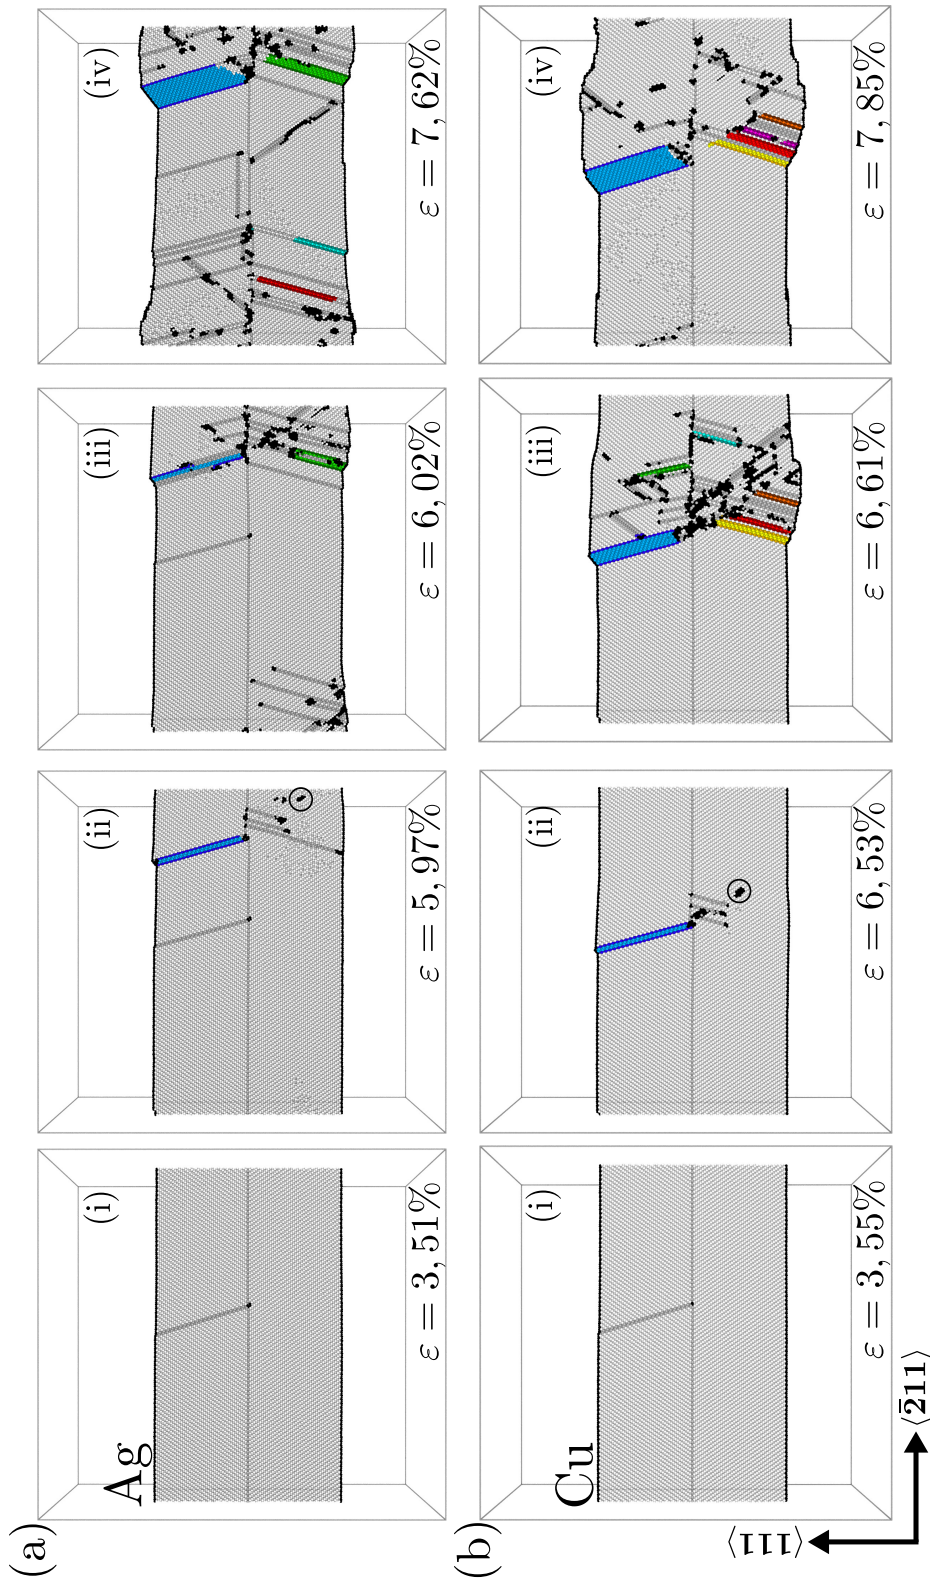 (a)
Ag
(i)
ε = 3,51%
(ii)
ε = 5,97%
(iii)
ε = 6,02%
(iv)
ε = 7,62%
(b)
Cu
(i)
ε = 3,55%
(ii)
ε = 6,53%
(iii)
ε = 6,61%
(iv)
ε = 7,85%
⟨111⟩
⟨2̄11⟩